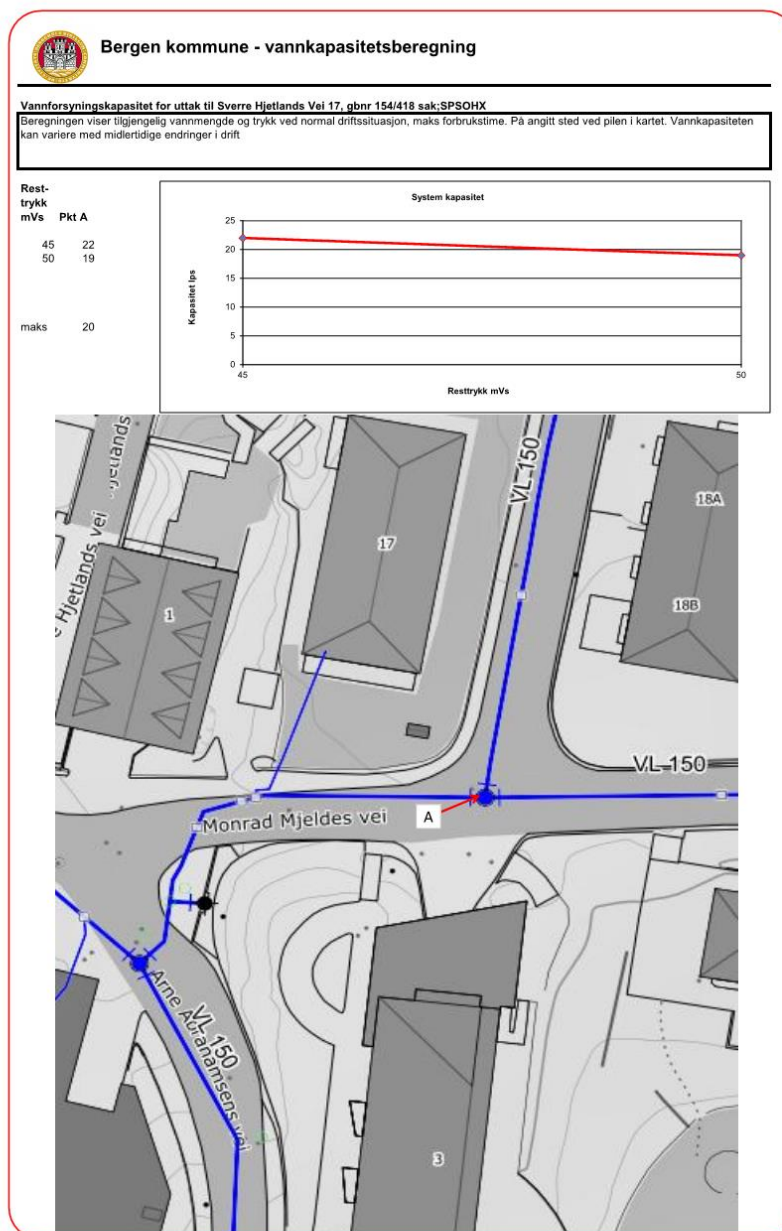 Bergen kommune - vannkapasitetsberegning
Vannforsyningskapasitet for uttak til Sverre Hjetlands Vei 17, gbnr 154/418 sak;SPSOHX
Beregningen viser tilgjengelig vannmengde og trykk ved normal driftssituasjon, maks forbrukstime. På angitt sted ved pilen i kartet. Vannkapasiteten
kan variere med midlertidige endringer i drift
Rest-
trykk
mVs Pkt A
45 22
50 19
maks 20
System kapasitet
Kapasitet lps
25
20
15
10
5
0
45 50
Resttrykk mVs
Hjetlands vei
1
17
VL 150
18A
18B
VL 150
A
Monrad Mjeldes vei
VL 150
3